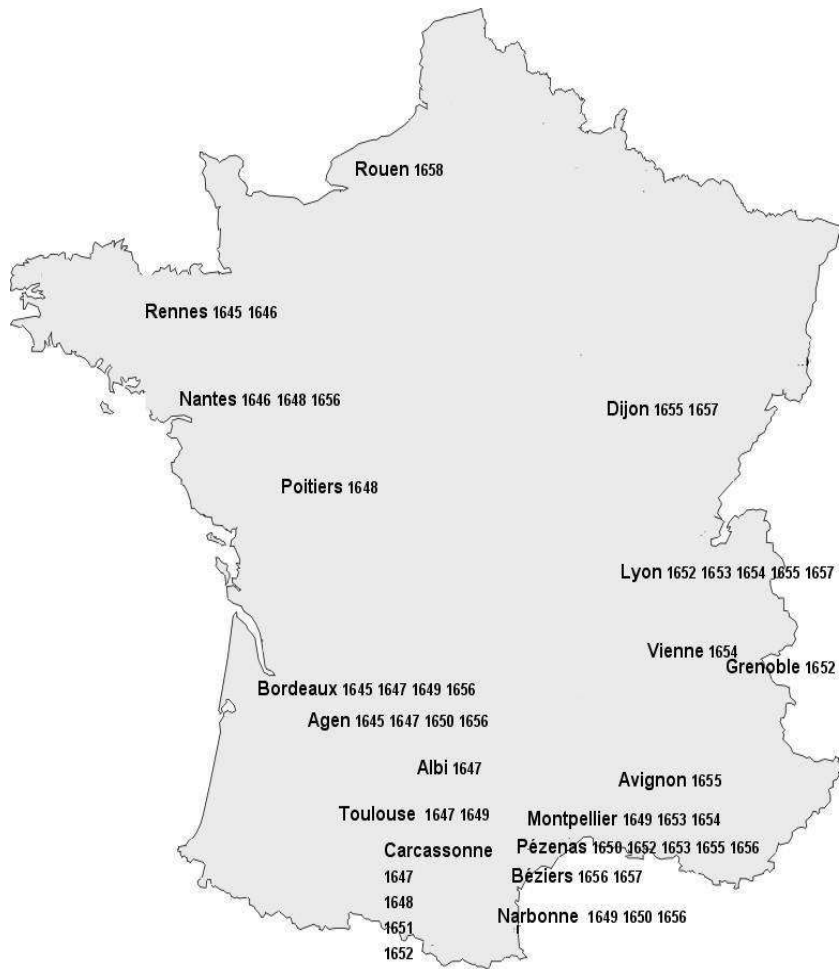 Rouen 1658
Rennes 1645 1646
Nantes 1646 1648 1656
Dijon 1655 1657
Poitiers 1648
Lyon 1652 1653 1654 1655 1657
Vienne 1654
Grenoble 1652
Bordeaux 1645 1647 1649 1656
Agen 1645 1647 1650 1656
Albi 1647
Avignon 1655
Toulouse 1647 1649
Montpellier 1649 1653 1654
Pézenas 1650 1652 1653 1655 1656
Carcassonne
1647
1648
1651
1652
Béziers 1656 1657
Narbonne 1649 1650 1656